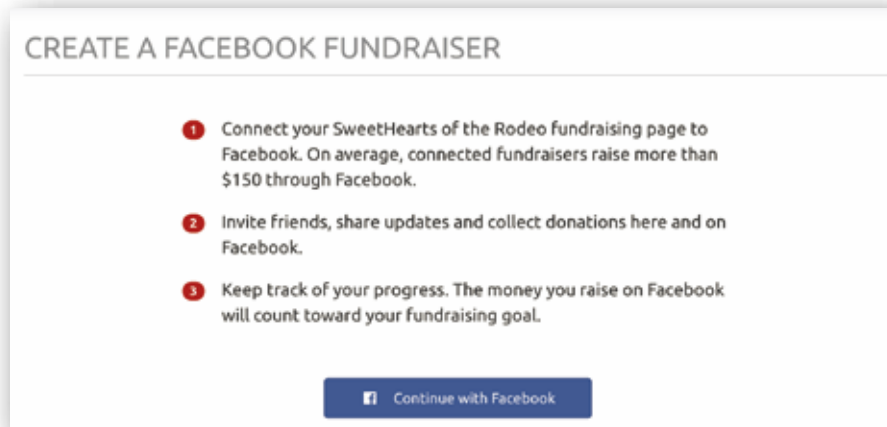 CREATE A FACEBOOK FUNDRAISER
1 Connect your SweetHearts of the Rodeo fundraising page to
Facebook. On average, connected fundraisers raise more than
$150 through Facebook.
2 Invite friends, share updates and collect donations here and on
Facebook.
3 Keep track of your progress. The money you raise on Facebook
will count toward your fundraising goal.
Continue with Facebook